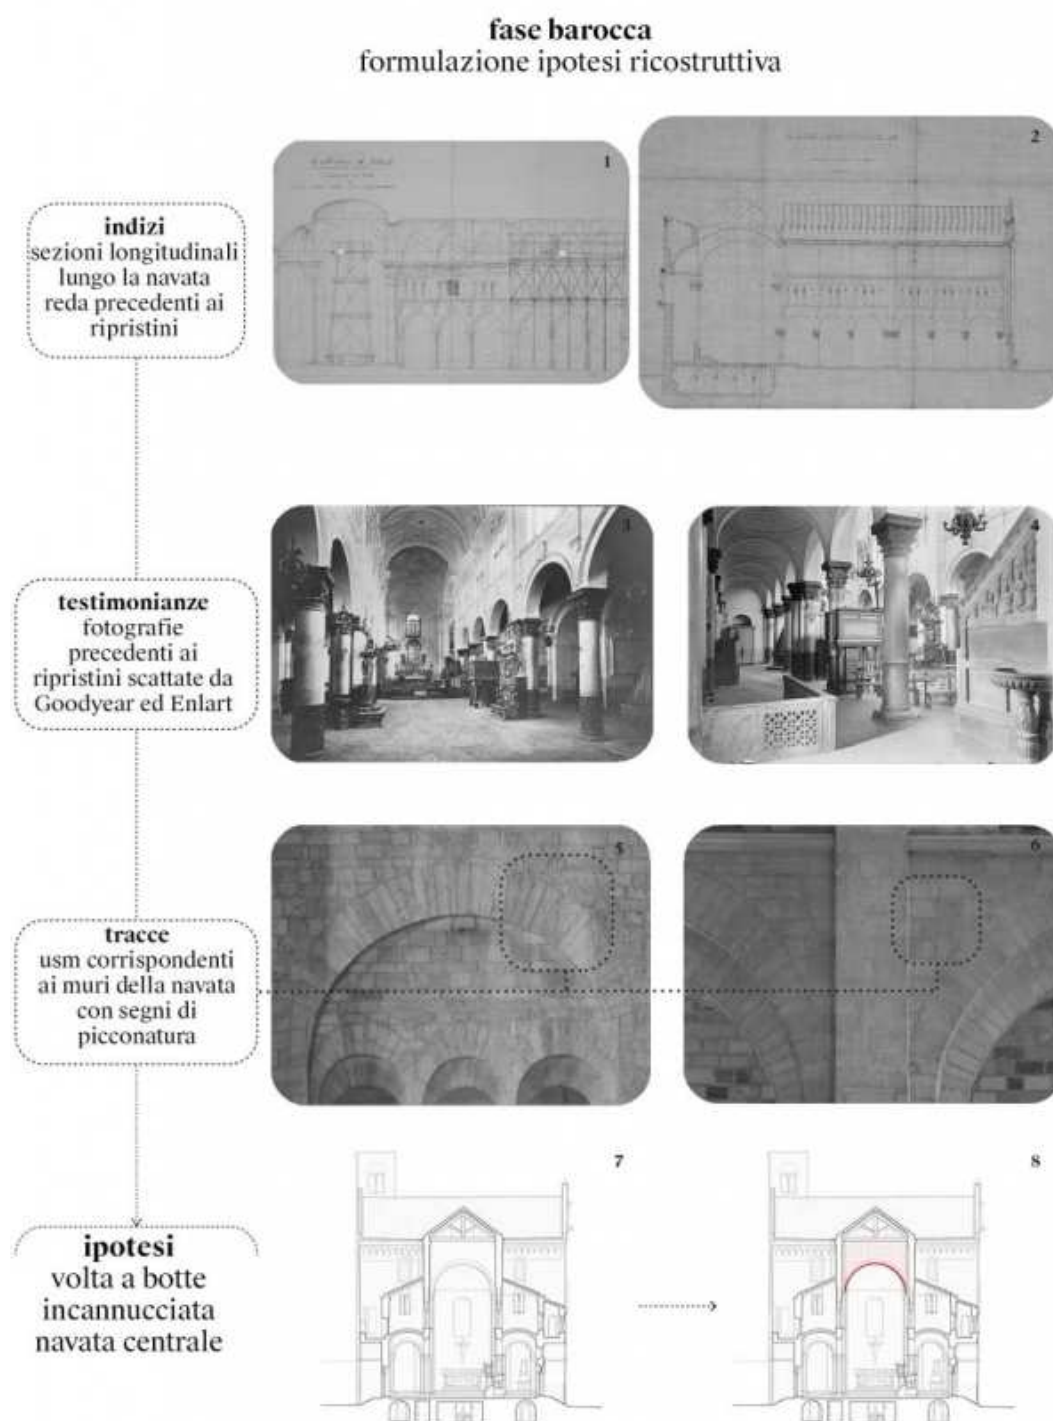 fase barocca
formulazione ipotesi ricostruttiva
1
2
indizi
sezioni longitudinali
lungo la navata
reda precedenti ai
ripristini
3
4
testimonianze
fotografie
precedenti ai
ripristini scattate da
Goodyear ed Enlart
5
6
tracce
usm corrispondenti
ai muri della navata
con segni di
picconatura
7
8
ipotesi
volta a botte
incannucciata
navata centrale